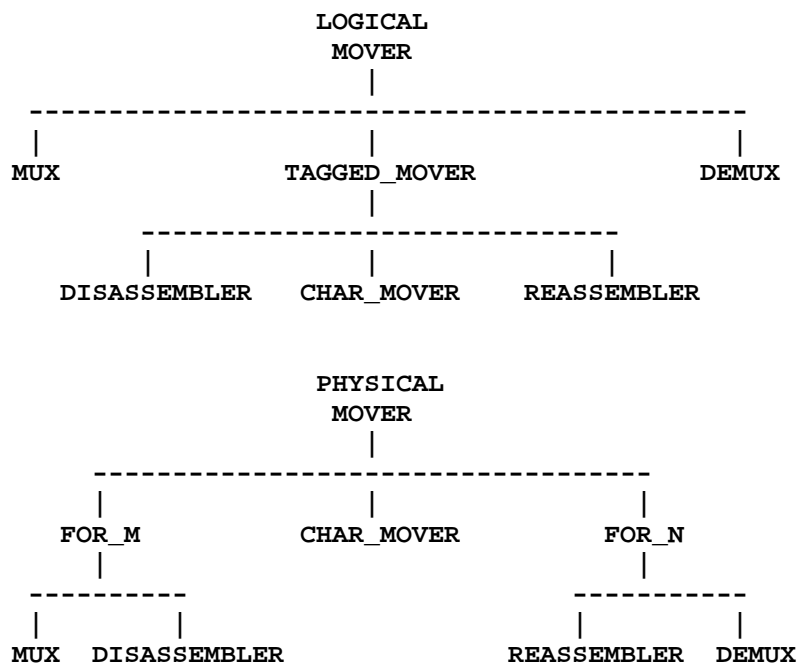 LOGICAL
MOVER
MUX TAGGED_MOVER DEMUX
DISASSEMBLER CHAR_MOVER REASSEMBLER
PHYSICAL
MOVER
FOR_M CHAR_MOVER FOR_N
MUX DISASSEMBLER REASSEMBLER DEMUX